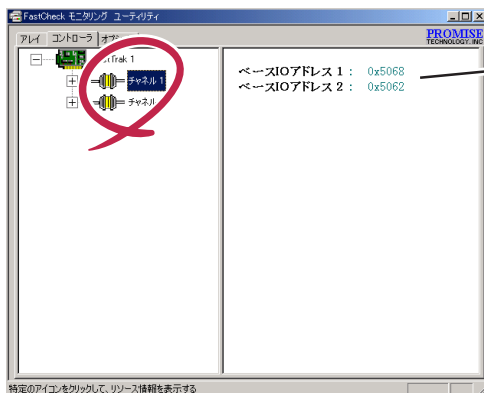 FastCheck モニタリング ユーティリティ
PROMISE
TECHNOLOGY, INC
アレイ コントローラ
Trak 1
チャネル 1
チャネル
ベースIOアドレス 1 : 0x5068
ベースIOアドレス 2 : 0x5062
特定のアイコンをクリックして、リソース情報を表示する